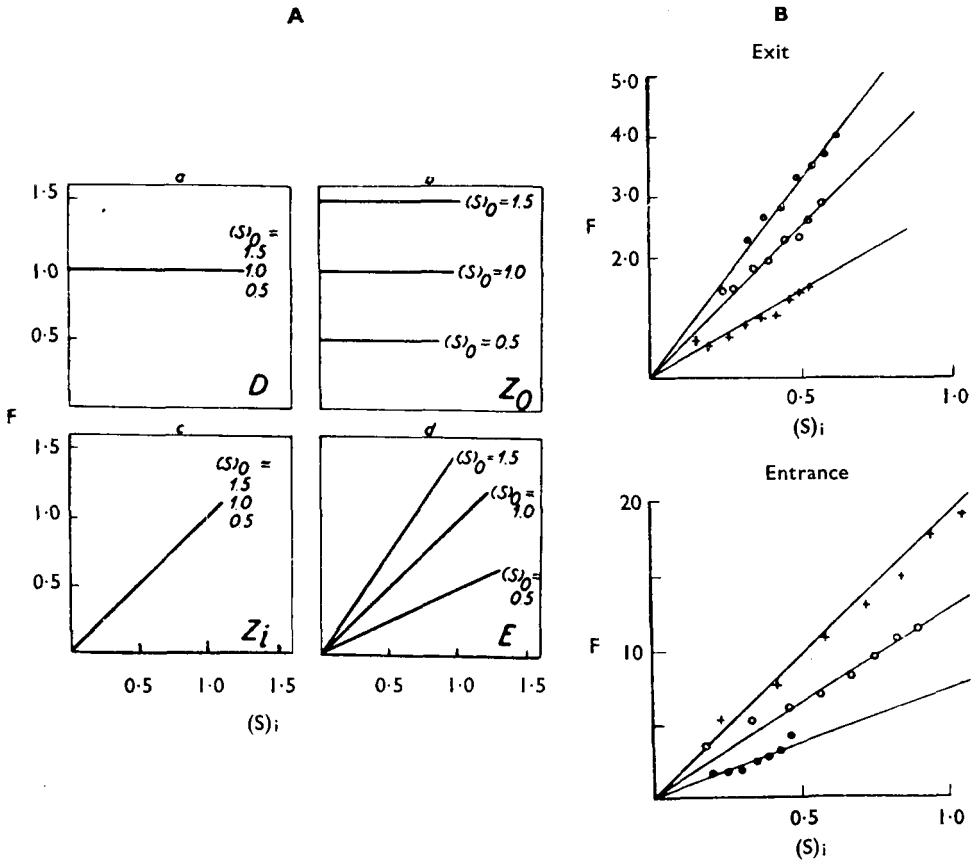 A
B
a
1·5
1·0
0·5
(S)O =
1.5
1.0
0.5
D
b
(S)O = 1.5
(S)O = 1.0
(S)O = 0.5
ZO
F
c
1·5
1·0
0·5
(S)O =
1.5
1.0
0.5
Zi
0·5 1·0 1·5
d
(S)O = 1.5
(S)O =
1.0
(S)O =
0.5
E
0·5 1·0 1·5
(S)i
Exit
5·0
4·0
3·0
2·0
F
0·5 1·0
(S)i
Entrance
20
10
F
0·5 1·0
(S)i